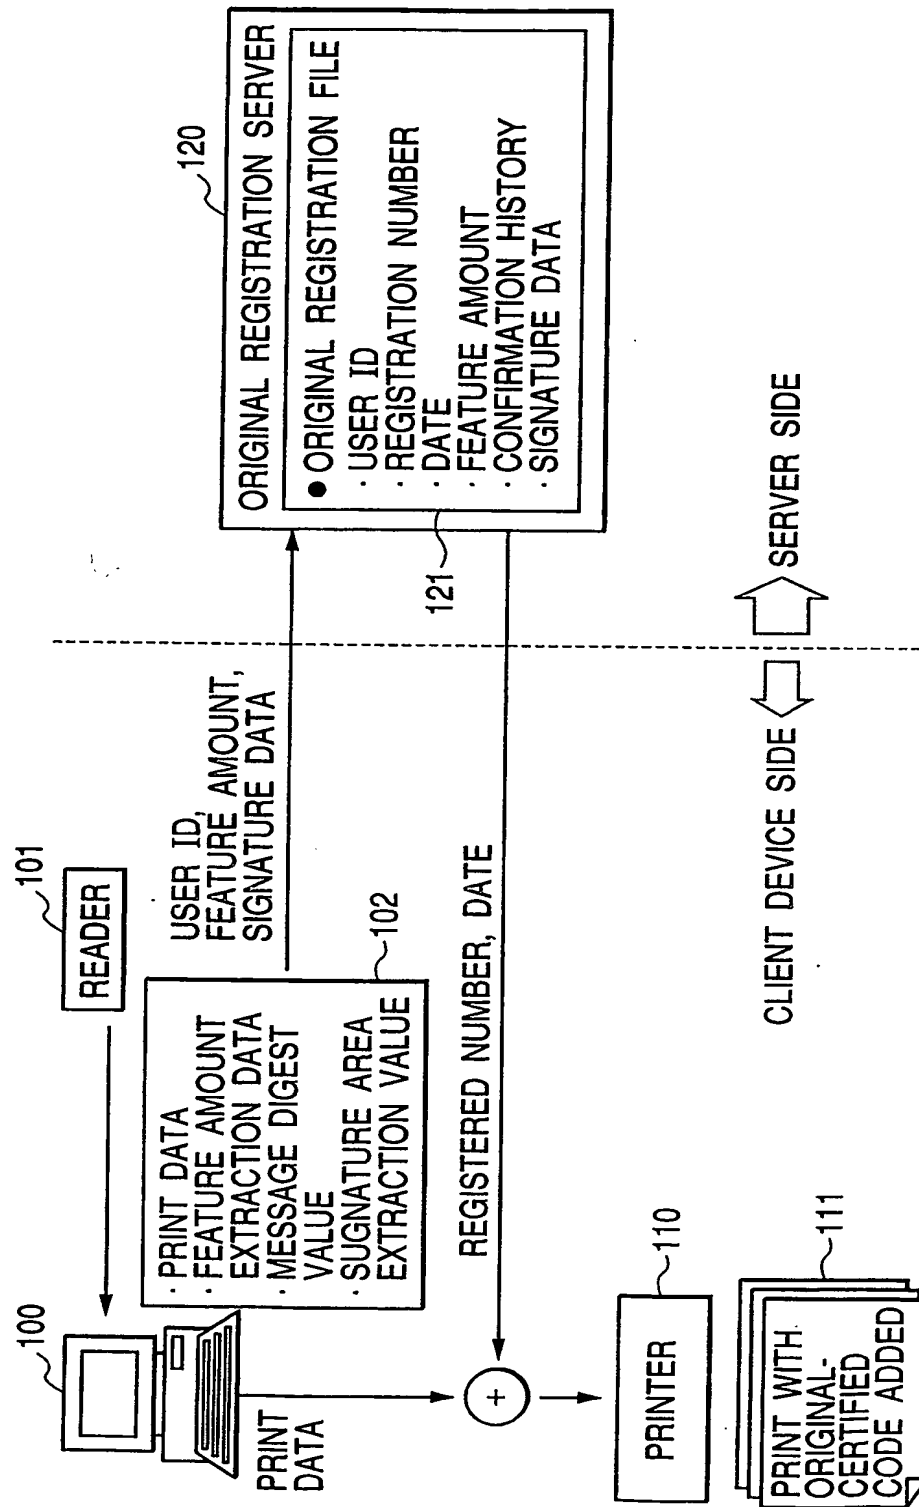 100
101
READER
· PRINT DATA
· FEATURE AMOUNT
EXTRACTION DATA
· MESSAGE DIGEST
VALUE
· SUGNATURE AREA
EXTRACTION VALUE
102
USER ID,
FEATURE AMOUNT,
SIGNATURE DATA
120
ORIGINAL REGISTRATION SERVER
● ORIGINAL REGISTRATION FILE
· USER ID
· REGISTRATION NUMBER
· DATE
· FEATURE AMOUNT
· CONFIRMATION HISTORY
· SIGNATURE DATA
121
PRINT
DATA
+
REGISTERED NUMBER, DATE
110
PRINTER
111
PRINT WITH
ORIGINAL-
CERTIFIED
CODE ADDED
CLIENT DEVICE SIDE
SERVER SIDE